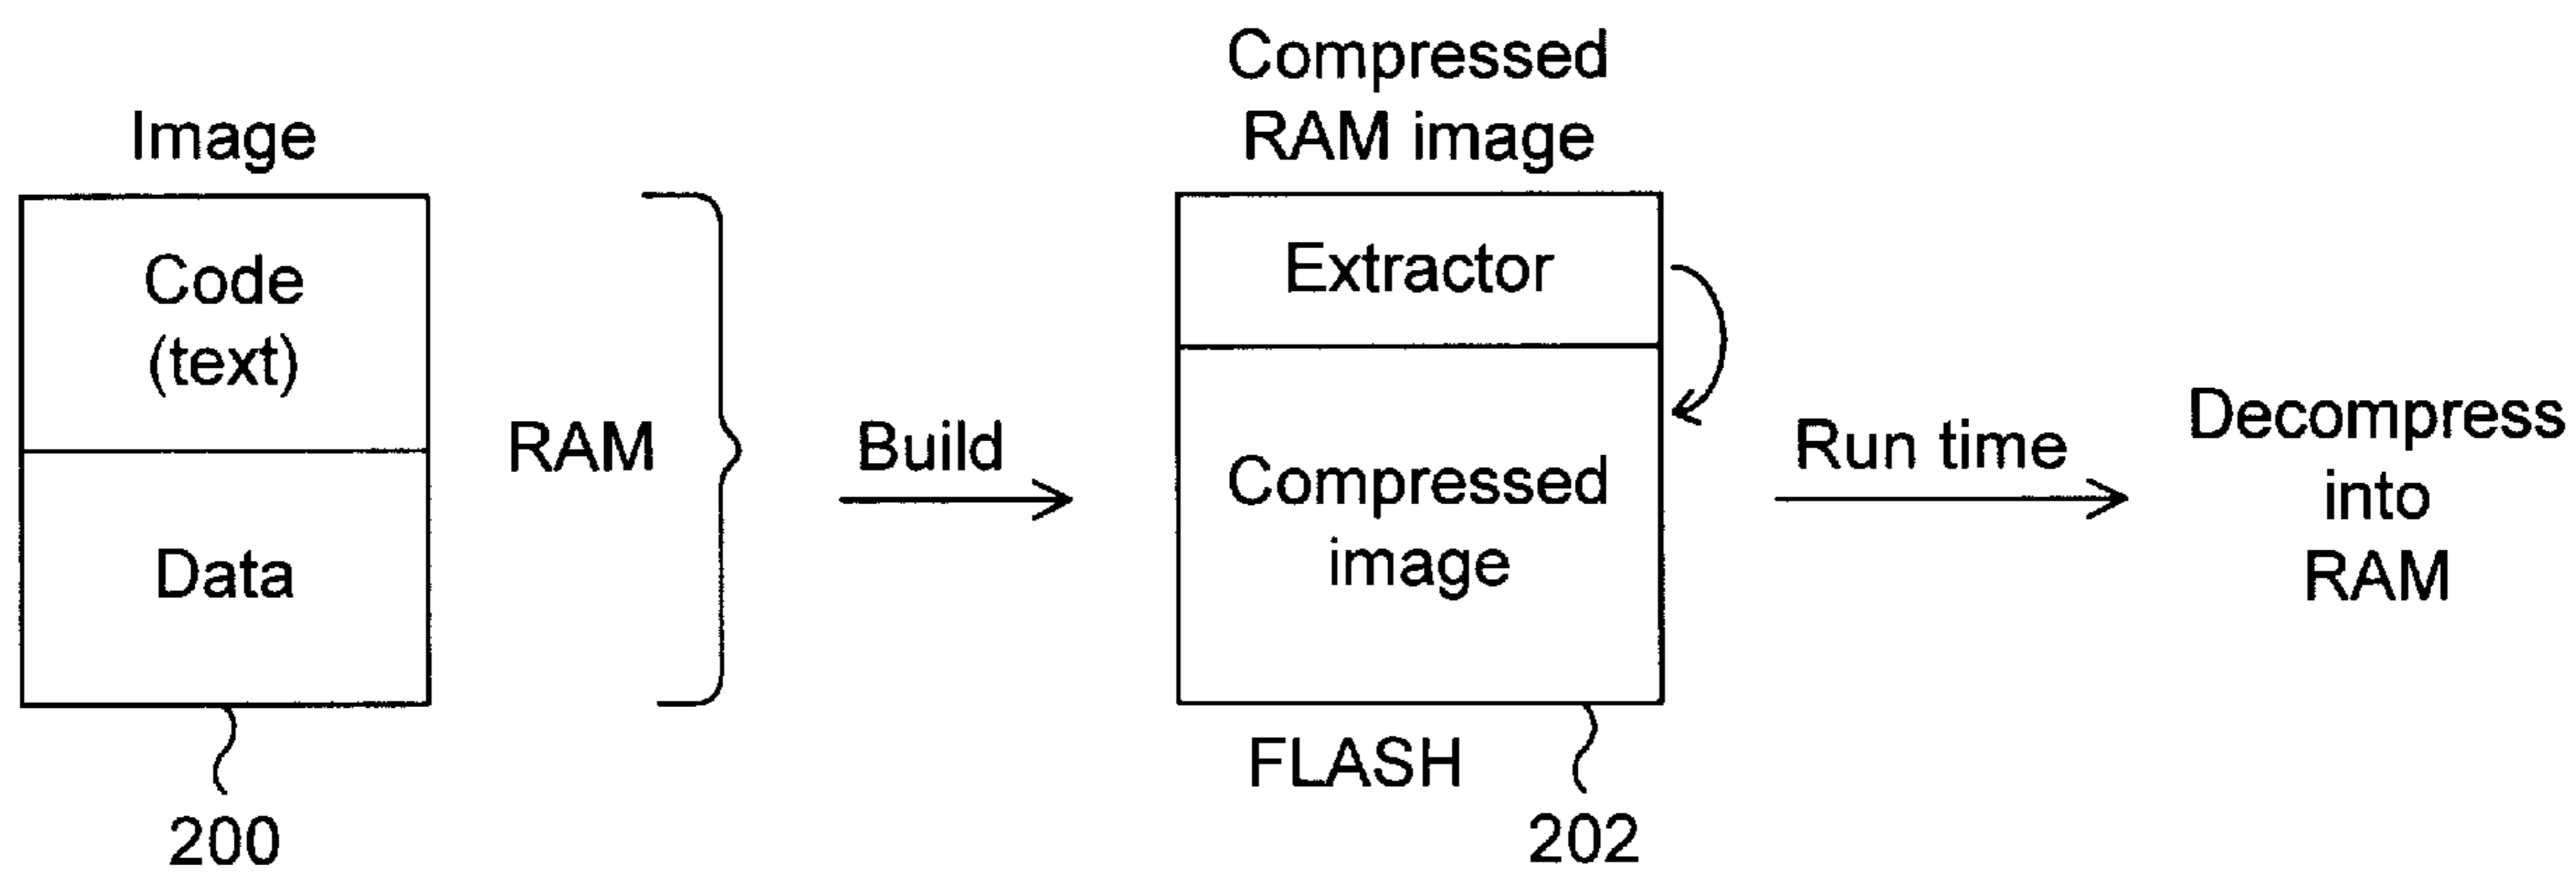 Image
Code
(text)
Data
200
RAM
Build
Compressed
RAM image
Extractor
Compressed
image
FLASH
202
Run time
Decompress
into
RAM